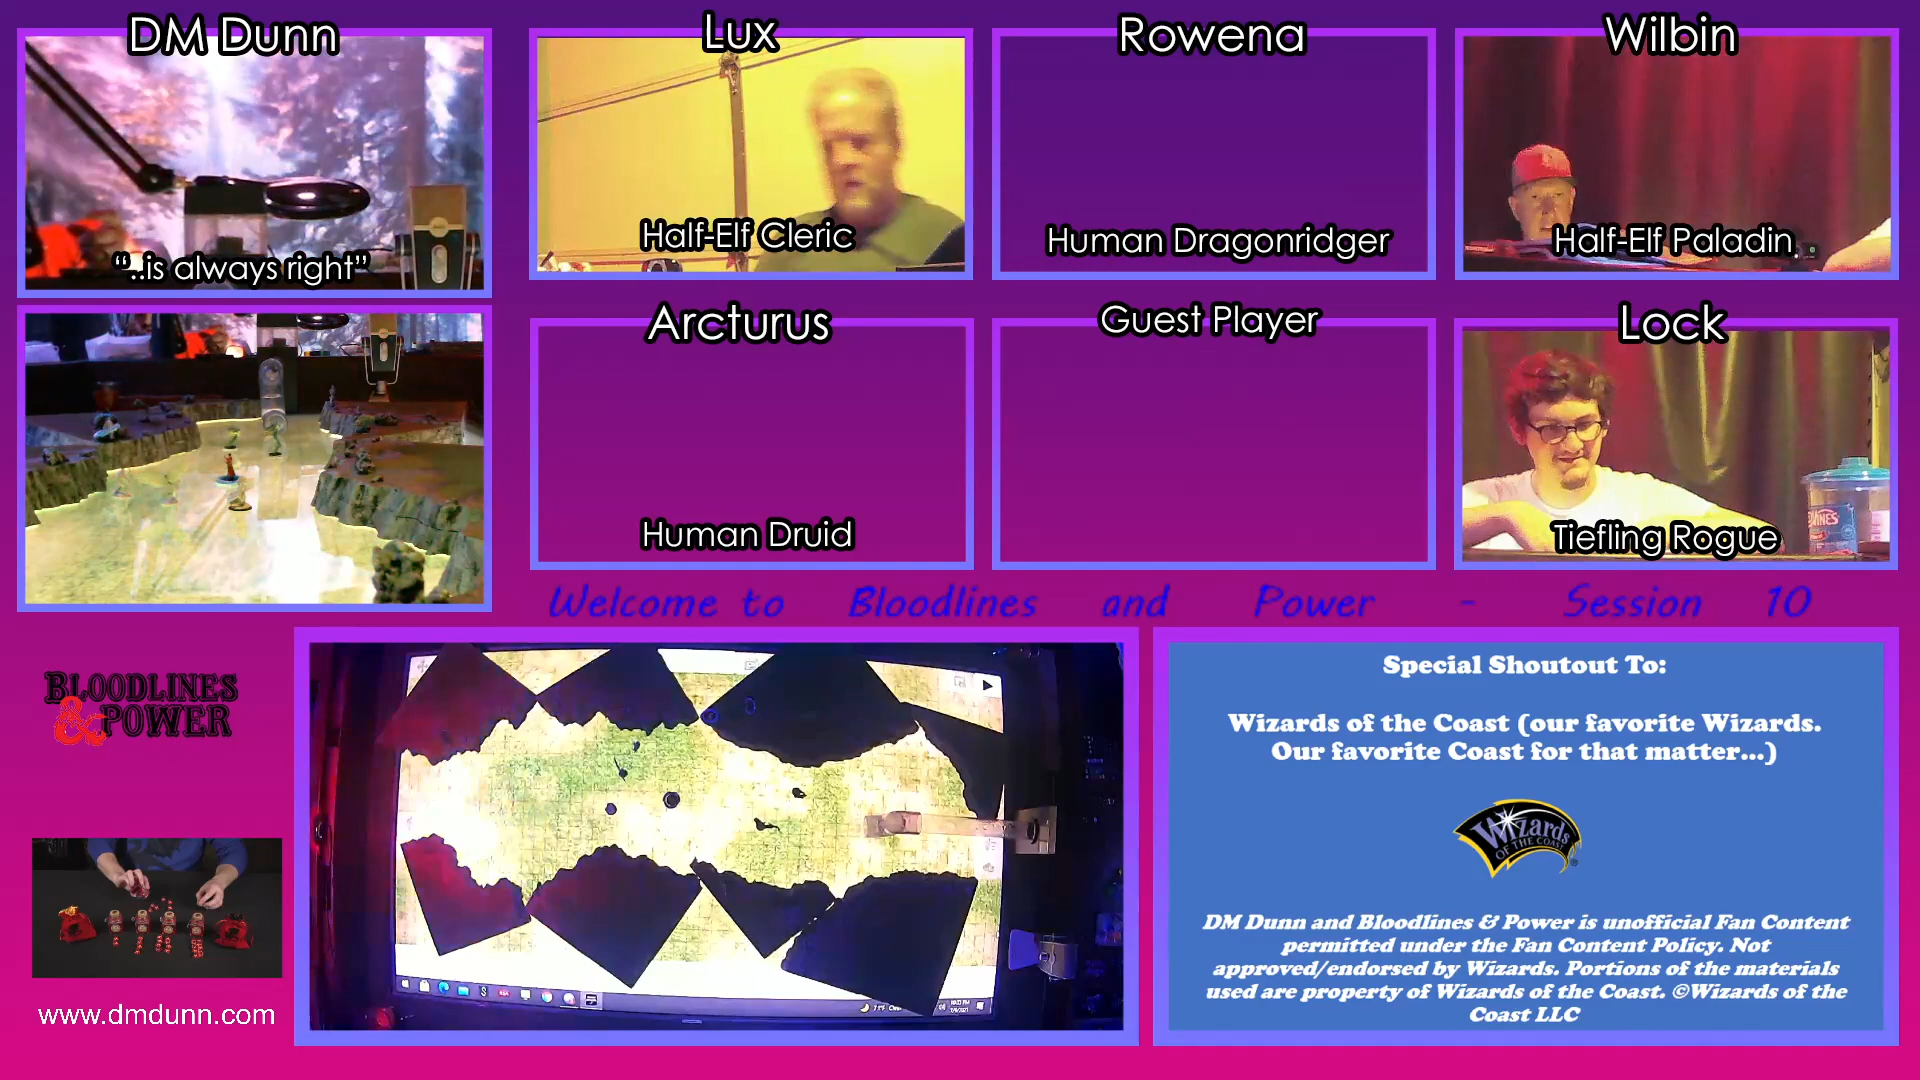 DM Dunn
Lux
Rowena
Wilbin
"..is always right"
Half-Elf Cleric
Human Dragonridger
Half-Elf Paladin
Arcturus
Guest Player
Lock
Human Druid
Tiefling Rogue
Welcome to Bloodlines and Power - Session 10
BLOODLINES
& POWER
www.dmdunn.com
Special Shoutout To:
Wizards of the Coast (our favorite Wizards.
Our favorite Coast for that matter...)
Wizards
OF THE COAST
DM Dunn and Bloodlines & Power is unofficial Fan Content
permitted under the Fan Content Policy. Not
approved/endorsed by Wizards. Portions of the materials
used are property of Wizards of the Coast. ©Wizards of the
Coast LLC